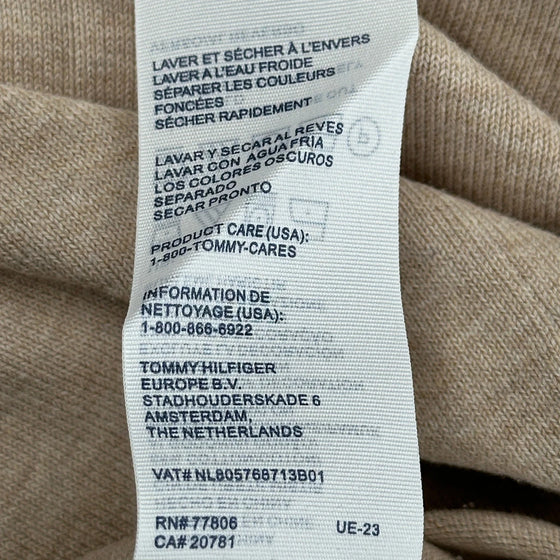 LAVER ET SÉCHER À L'ENVERS
LAVER À L'EAU FROIDE
SÉPARER LES COULEURS
FONCÉES
SÉCHER RAPIDEMENT
LAVAR Y SECAR AL REVES
LAVAR CON AGUA FRIA
LOS COLORES OSCUROS
SEPARADO
SECAR PRONTO
PRODUCT CARE (USA):
1-800-TOMMY-CARES
INFORMATION DE
NETTOYAGE (USA):
1-800-866-6922
TOMMY HILFIGER
EUROPE B.V.
STADHOUDERSKADE 6
AMSTERDAM,
THE NETHERLANDS
VAT# NL805768713B01
RN# 77806 UE-23
CA# 20781